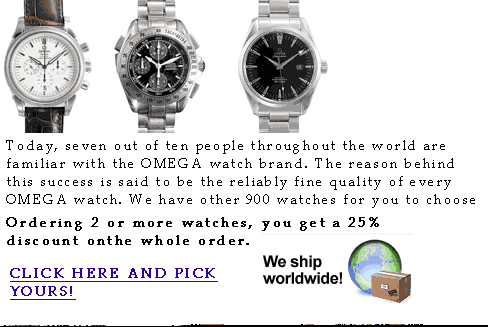 Today, seven out of ten people throughout the world are
familiar with the OMEGA watch brand. The reason behind
this success is said to be the reliably fine quality of every
OMEGA watch. We have other 900 watches for you to choose
Ordering 2 or more watches, you get a 25%
discount onthe whole order.
CLICK HERE AND PICK
YOURS!
We ship
worldwide!